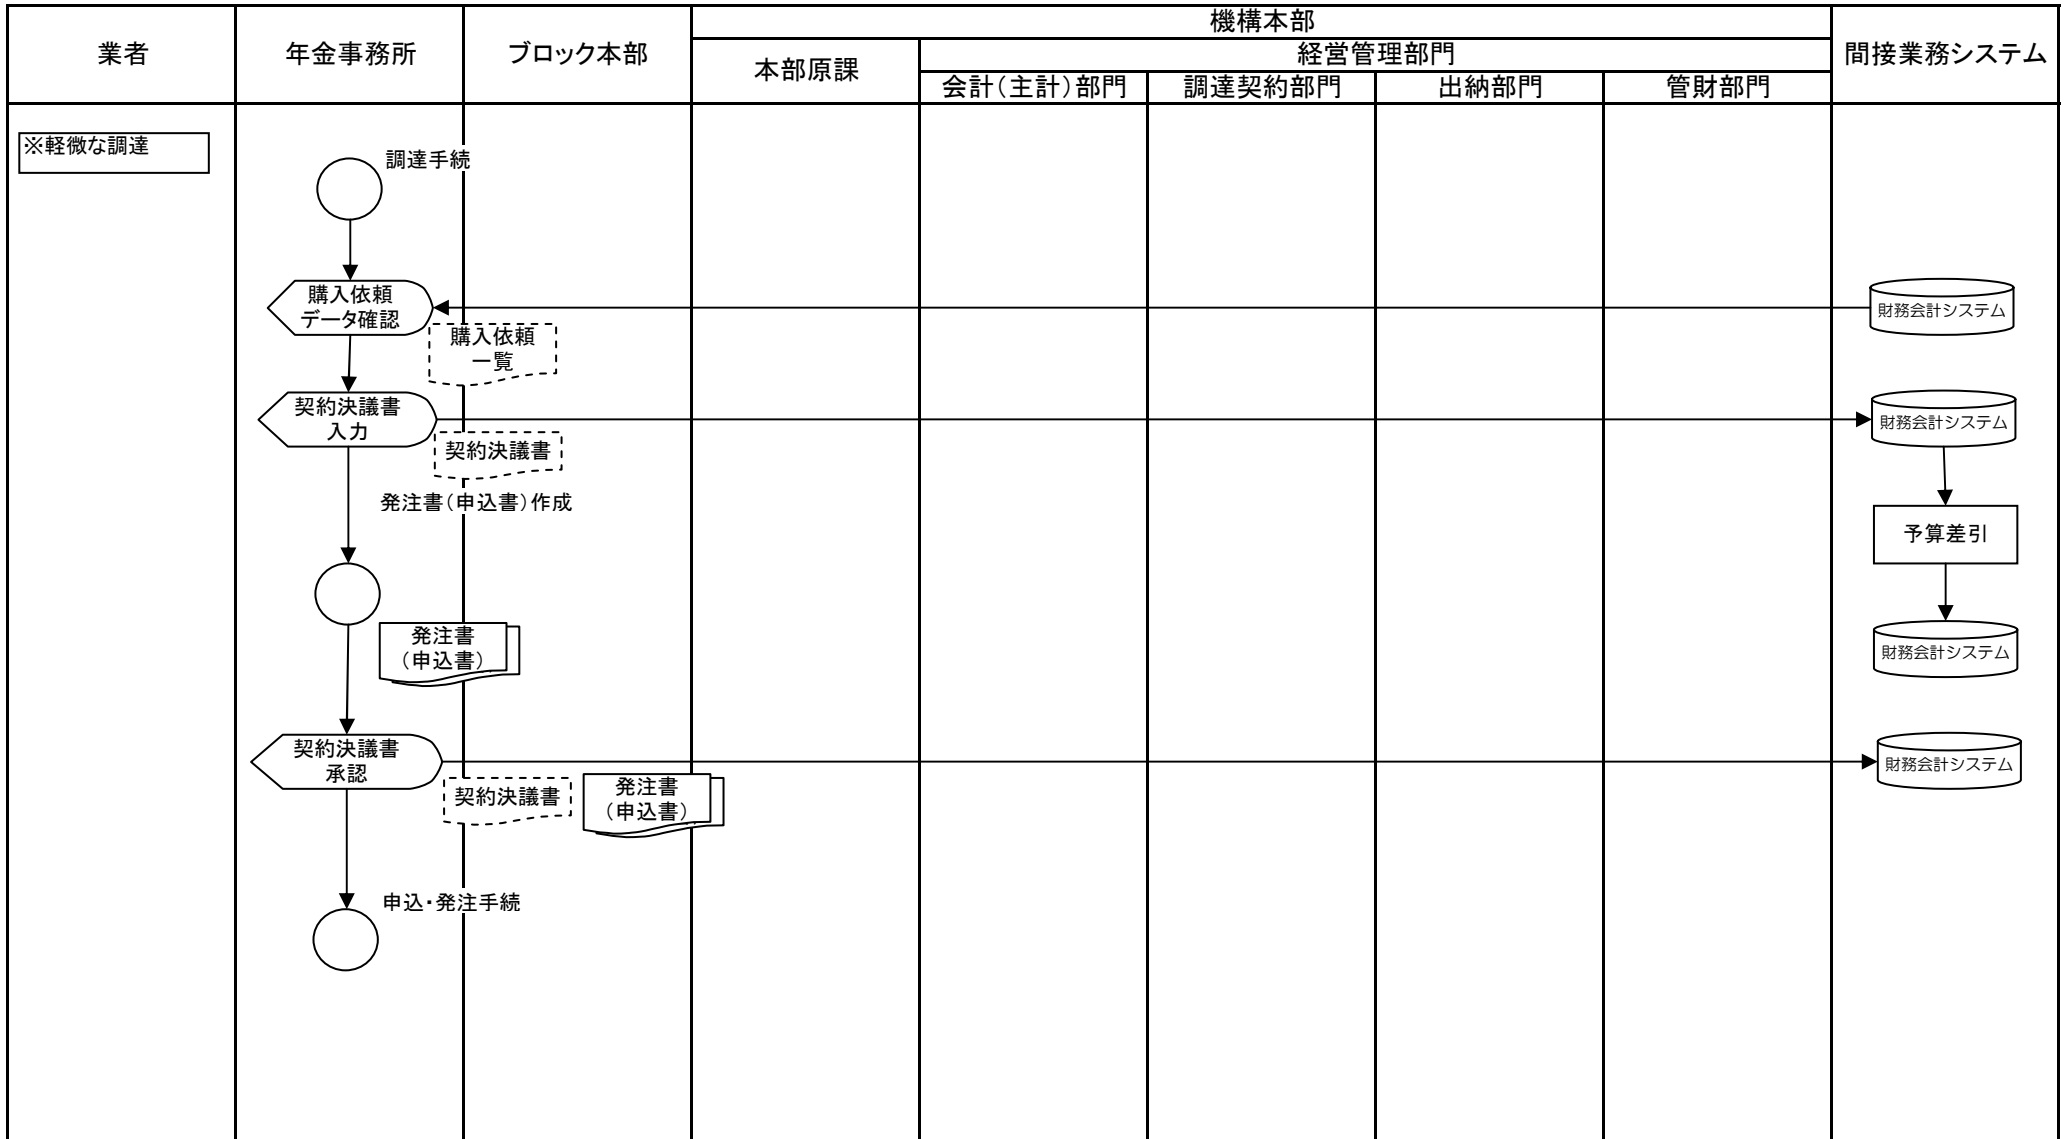 機構本部
業者
年金事務所
ブロック本部
本部原課
経営管理部門
間接業務システム
会計（主計）部門
調達契約部門
出納部門
管財部門
※軽微な調達
調達手続
購入依頼
データ確認
財務会計システム
購入依頼
一覧
契約決議書
入力
財務会計システム
契約決議書
発注書（申込書）作成
予算差引
発注書
（申込書）
財務会計システム
契約決議書
承認
財務会計システム
契約決議書
発注書
（申込書）
申込・発注手続